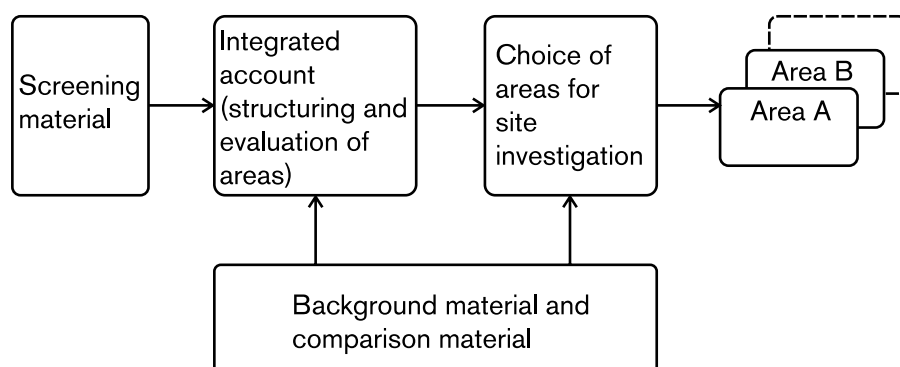 Screening
material
Integrated
account
(structuring and
evaluation of
areas)
Choice of
areas for
site
investigation
Area B
Area A
Background material and
comparison material